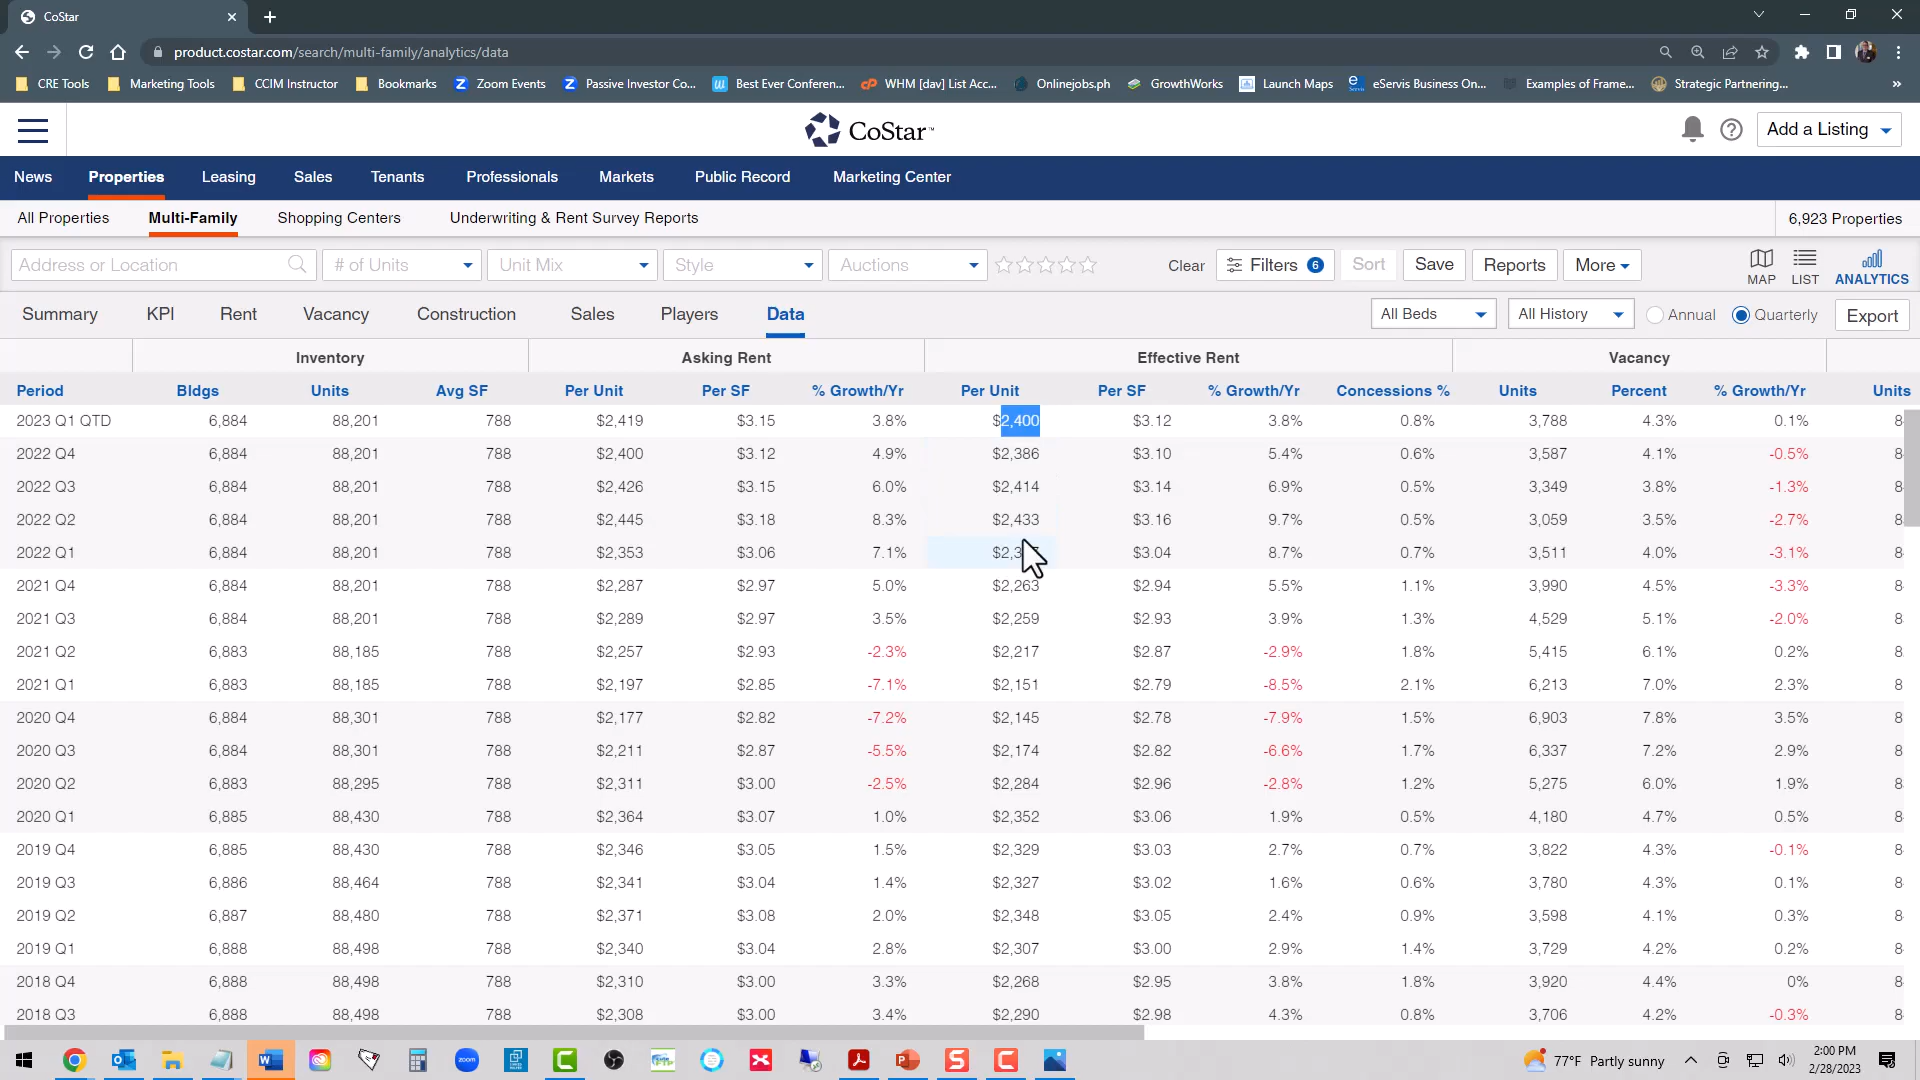 CoStar
product.costar.com/search/multi-family/analytics/data
CRE Tools Marketing Tools CCIM Instructor Bookmarks Zoom Events Passive Investor Co... Best Ever Conferen... WHM [dav] List Acc... Onlinejobs.ph GrowthWorks Launch Maps eServis Business On... Examples of Frame... Strategic Partnering... »
CoStar™ Add a Listing
News Properties Leasing Sales Tenants Professionals Markets Public Record Marketing Center
All Properties Multi-Family Shopping Centers Underwriting & Rent Survey Reports 6,923 Properties
Address or Location # of Units Unit Mix Style Auctions Clear Filters 6 Sort Save Reports More MAP LIST ANALYTICS
Summary KPI Rent Vacancy Construction Sales Players Data All Beds All History Annual Quarterly Export
Inventory Asking Rent Effective Rent Vacancy
Period Bldgs Units Avg SF Per Unit Per SF % Growth/Yr Per Unit Per SF % Growth/Yr Concessions % Units Percent % Growth/Yr Units
2023 Q1 QTD 6,884 88,201 788 $2,419 $3.15 3.8% $2,400 $3.12 3.8% 0.8% 3,788 4.3% 0.1% 8
2022 Q4 6,884 88,201 788 $2,400 $3.12 4.9% $2,386 $3.10 5.4% 0.6% 3,587 4.1% -0.5% 8
2022 Q3 6,884 88,201 788 $2,426 $3.15 6.0% $2,414 $3.14 6.9% 0.5% 3,349 3.8% -1.3% 8
2022 Q2 6,884 88,201 788 $2,445 $3.18 8.3% $2,433 $3.16 9.7% 0.5% 3,059 3.5% -2.7% 8
2022 Q1 6,884 88,201 788 $2,353 $3.06 7.1% $3.04 8.7% 0.7% 3,511 4.0% -3.1% 8
2021 Q4 6,884 88,201 788 $2,287 $2.97 5.0% $2,263 $2.94 5.5% 1.1% 3,990 4.5% -3.3% 8
2021 Q3 6,884 88,201 788 $2,289 $2.97 3.5% $2,259 $2.93 3.9% 1.3% 4,529 5.1% -2.0% 8
2021 Q2 6,883 88,185 788 $2,257 $2.93 -2.3% $2,217 $2.87 -2.9% 1.8% 5,415 6.1% 0.2% 8
2021 Q1 6,883 88,185 788 $2,197 $2.85 -7.1% $2,151 $2.79 -8.5% 2.1% 6,213 7.0% 2.3% 8
2020 Q4 6,884 88,301 788 $2,177 $2.82 -7.2% $2,145 $2.78 -7.9% 1.5% 6,903 7.8% 3.5% 8
2020 Q3 6,884 88,301 788 $2,211 $2.87 -5.5% $2,174 $2.82 -6.6% 1.7% 6,337 7.2% 2.9% 8
2020 Q2 6,883 88,295 788 $2,311 $3.00 -2.5% $2,284 $2.96 -2.8% 1.2% 5,275 6.0% 1.9% 8
2020 Q1 6,885 88,430 788 $2,364 $3.07 1.0% $2,352 $3.06 1.9% 0.5% 4,180 4.7% 0.5% 8
2019 Q4 6,885 88,430 788 $2,346 $3.05 1.5% $2,329 $3.03 2.7% 0.7% 3,822 4.3% -0.1% 8
2019 Q3 6,886 88,464 788 $2,341 $3.04 1.4% $2,327 $3.02 1.6% 0.6% 3,780 4.3% 0.1% 8
2019 Q2 6,887 88,480 788 $2,371 $3.08 2.0% $2,348 $3.05 2.4% 0.9% 3,598 4.1% 0.3% 8
2019 Q1 6,888 88,498 788 $2,340 $3.04 2.8% $2,307 $3.00 2.9% 1.4% 3,729 4.2% 0.2% 8
2018 Q4 6,888 88,498 788 $2,310 $3.00 3.3% $2,268 $2.95 3.8% 1.8% 3,920 4.4% 0% 8
2018 Q3 6,888 88,498 788 $2,308 $3.00 3.4% $2,290 $2.98 4.3% 0.8% 3,706 4.2% -0.3% 8
77°F Partly sunny
2:00 PM
2/28/2023